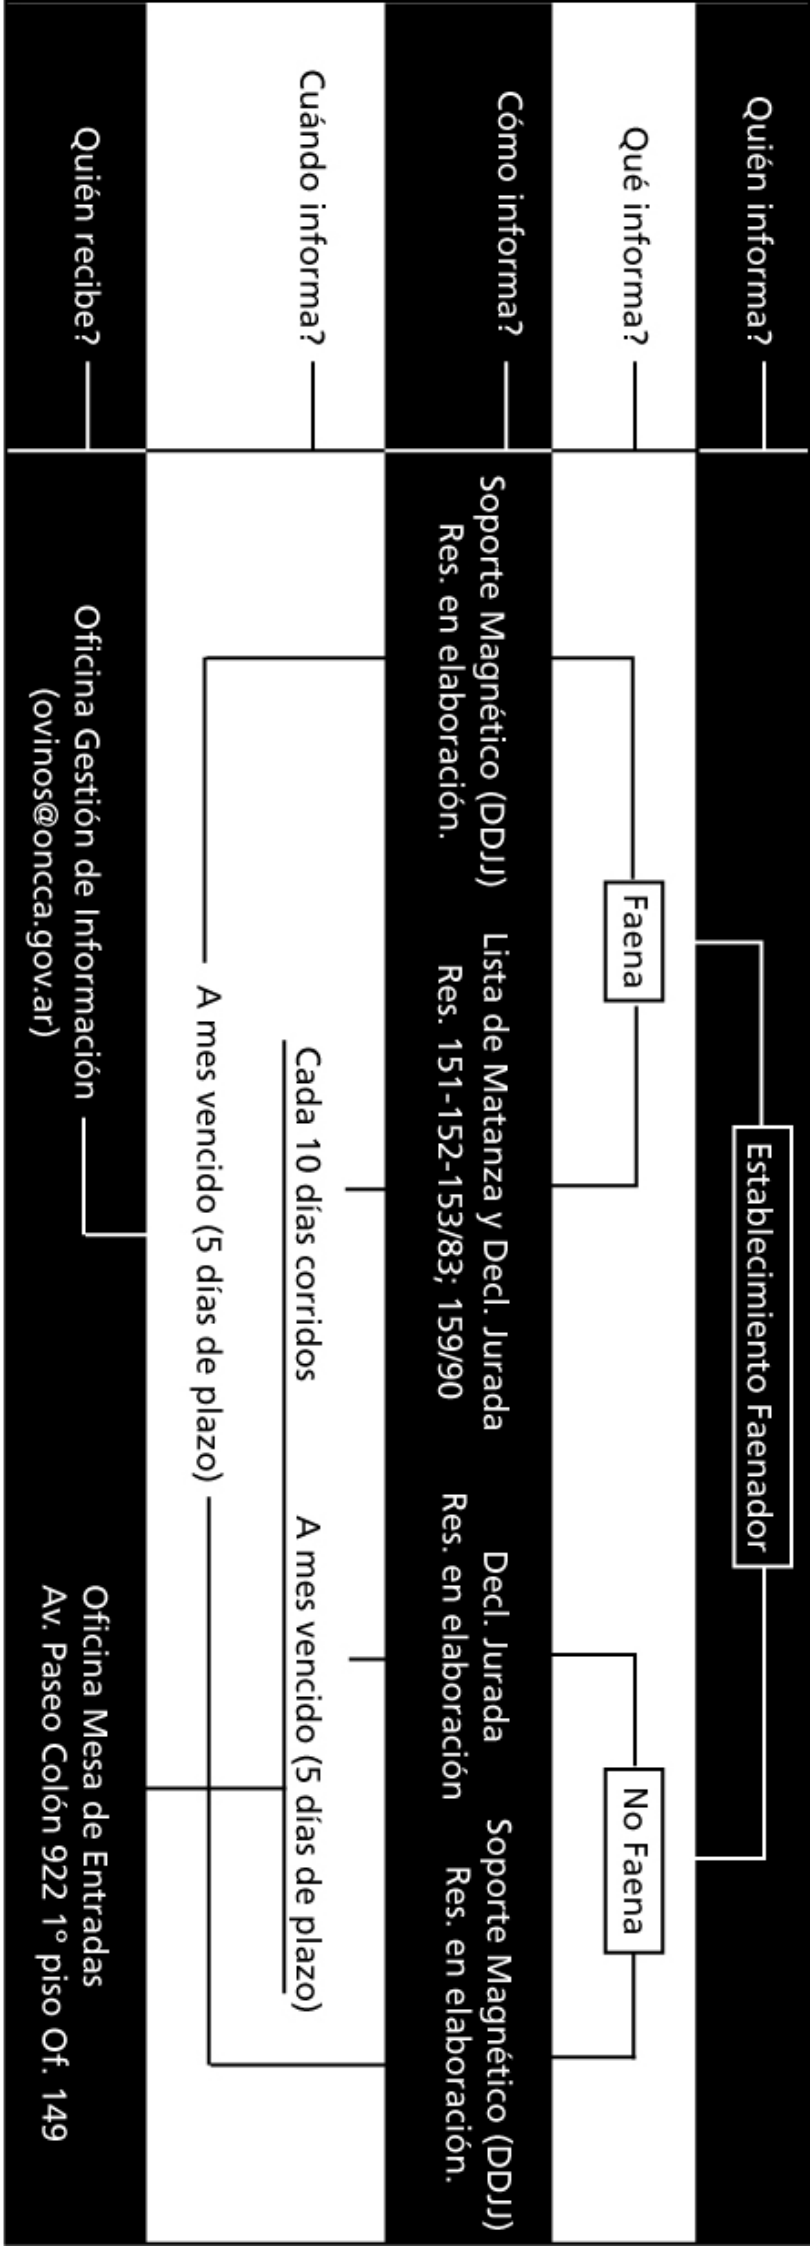 Quién informa?
Establecimiento Faenador
Qué informa?
Faena
No Faena
Cómo informa?
Soporte Magnético (DDJJ)
Res. en elaboración.
Lista de Matanza y Decl. Jurada
Res. 151-152-153/83; 159/90
Decl. Jurada
Res. en elaboración
Soporte Magnético (DDJJ)
Res. en elaboración.
Cuándo informa?
Cada 10 días corridos
A mes vencido (5 días de plazo)
A mes vencido (5 días de plazo)
Quién recibe?
Oficina Gestión de Información
(ovinos@oncca.gov.ar)
Oficina Mesa de Entradas
Av. Paseo Colón 922 1° piso Of. 149